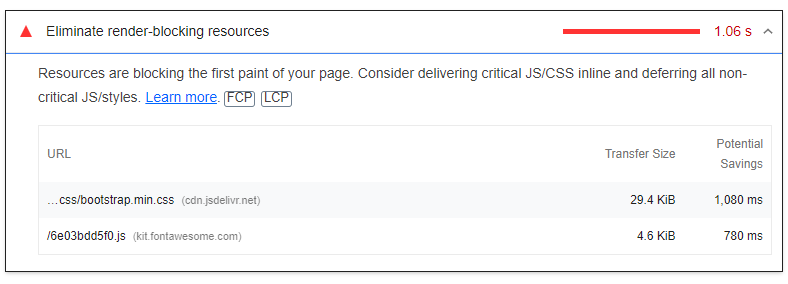 Eliminate render-blocking resources 1.06 s
Resources are blocking the first paint of your page. Consider delivering critical JS/CSS inline and deferring all non-
critical JS/styles. Learn more. FCP LCP
URL Transfer Size Potential
Savings
...css/bootstrap.min.css (cdn.jsdelivr.net) 29.4 KiB 1,080 ms
/6e03bdd5f0.js (kit.fontawesome.com) 4.6 KiB 780 ms